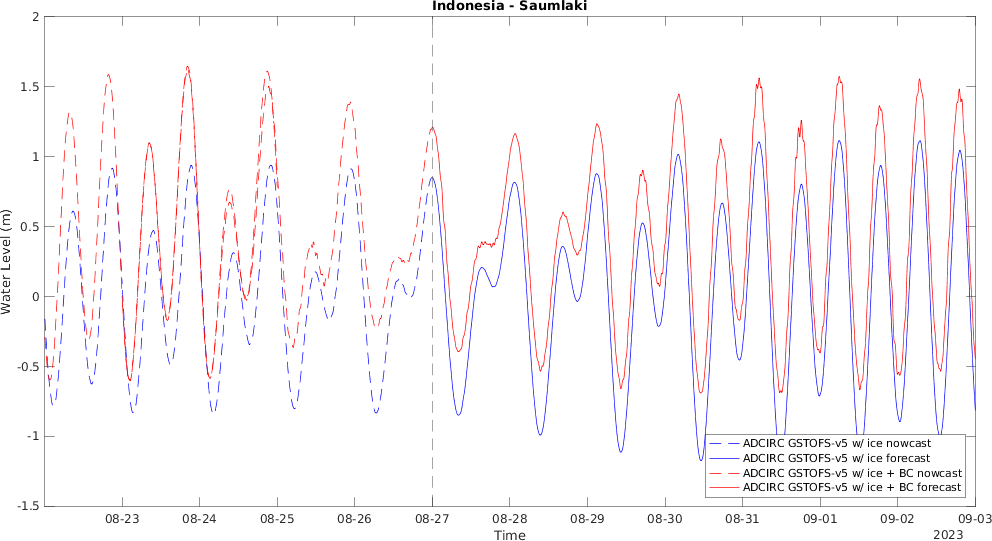 Indonesia - Saumlaki
2
1.5
1
0.5
0
-0.5
-1
-1.5
Water Level (m)
ADCIRC GSTOFS-v5 w/ ice nowcast
ADCIRC GSTOFS-v5 w/ ice forecast
ADCIRC GSTOFS-v5 w/ ice + BC nowcast
ADCIRC GSTOFS-v5 w/ ice + BC forecast
08-23 08-24 08-25 08-26 08-27 08-28 08-29 08-30 08-31 09-01 09-02 09-03
Time
2023